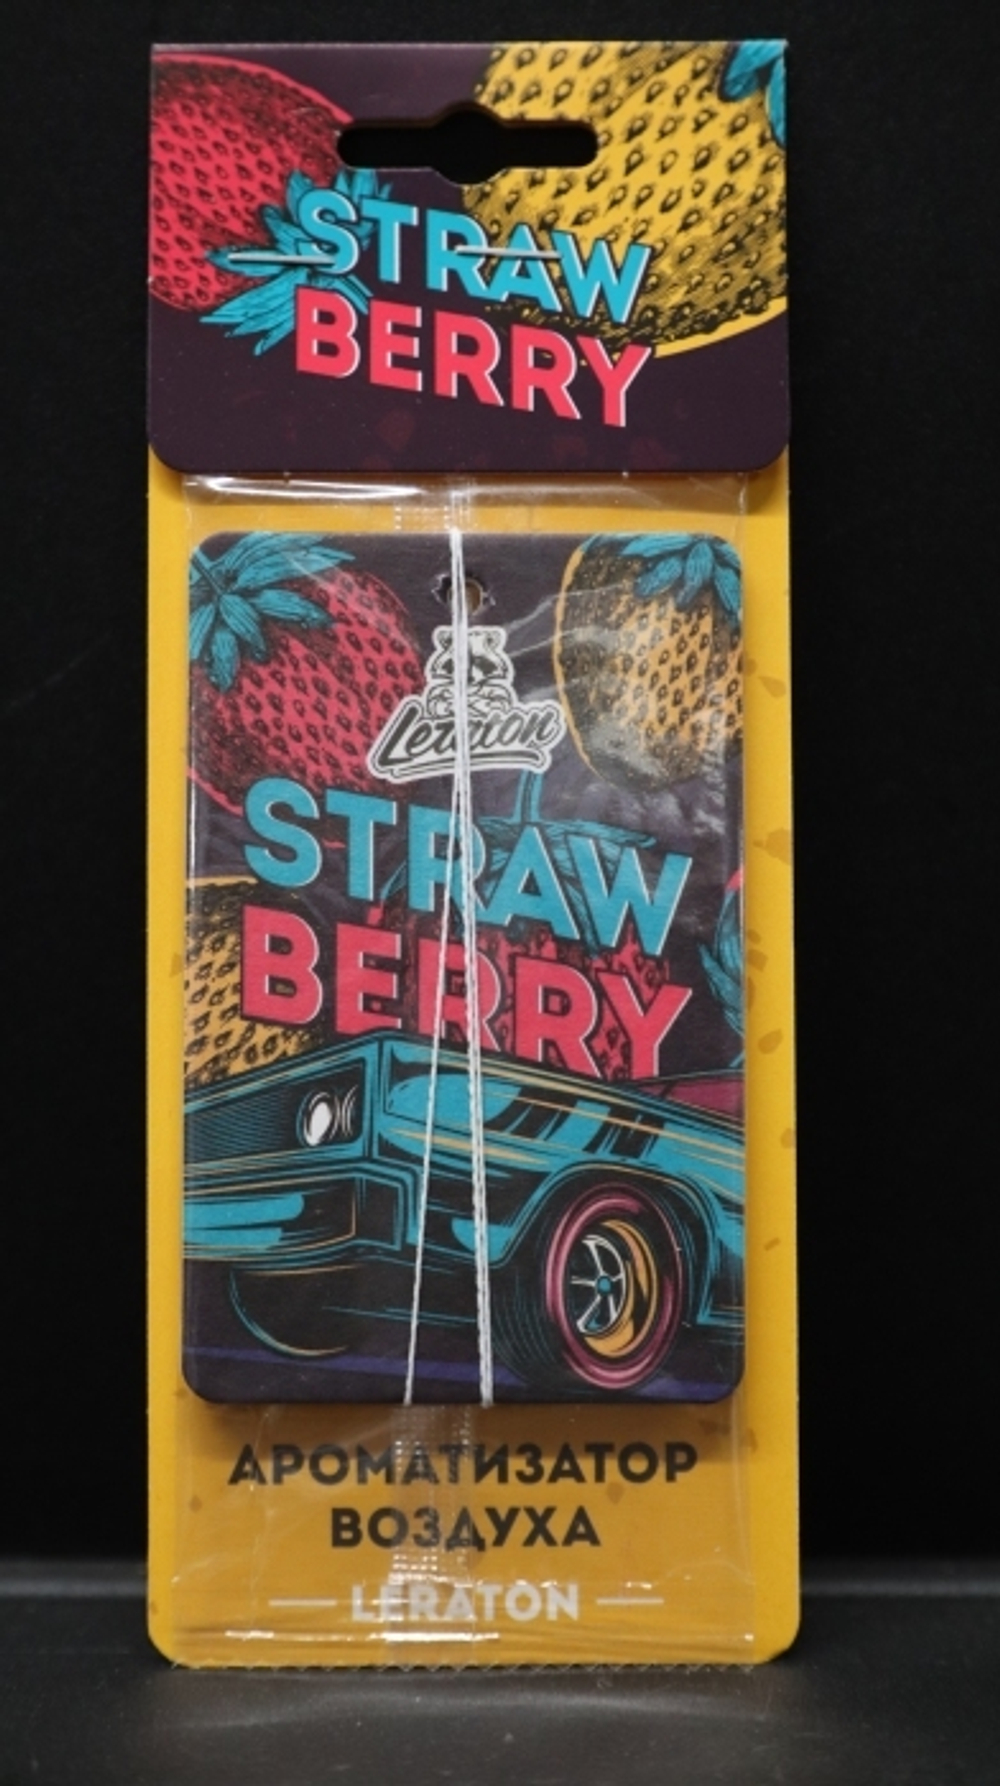 STRAW
BERRY
Leraton
STRAW
BERRY
АРОМАТИЗАТОР
ВОЗДУХА
LERATON